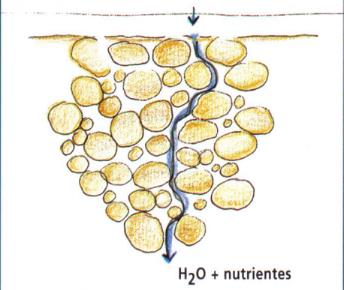 H₂O + nutrientes